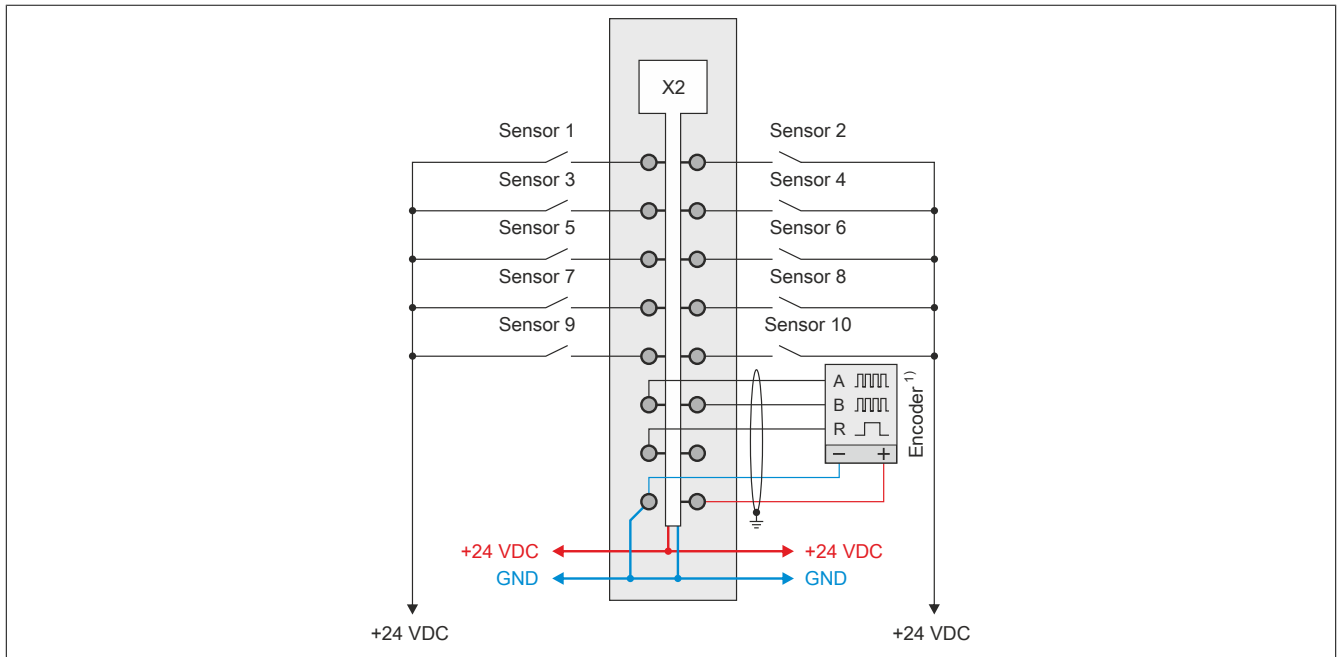 X2
Sensor 1
Sensor 2
Sensor 3
Sensor 4
Sensor 5
Sensor 6
Sensor 7
Sensor 8
Sensor 9
Sensor 10
A
B
R
− +
Encoder 1)
+24 VDC
+24 VDC
GND
GND
+24 VDC
+24 VDC